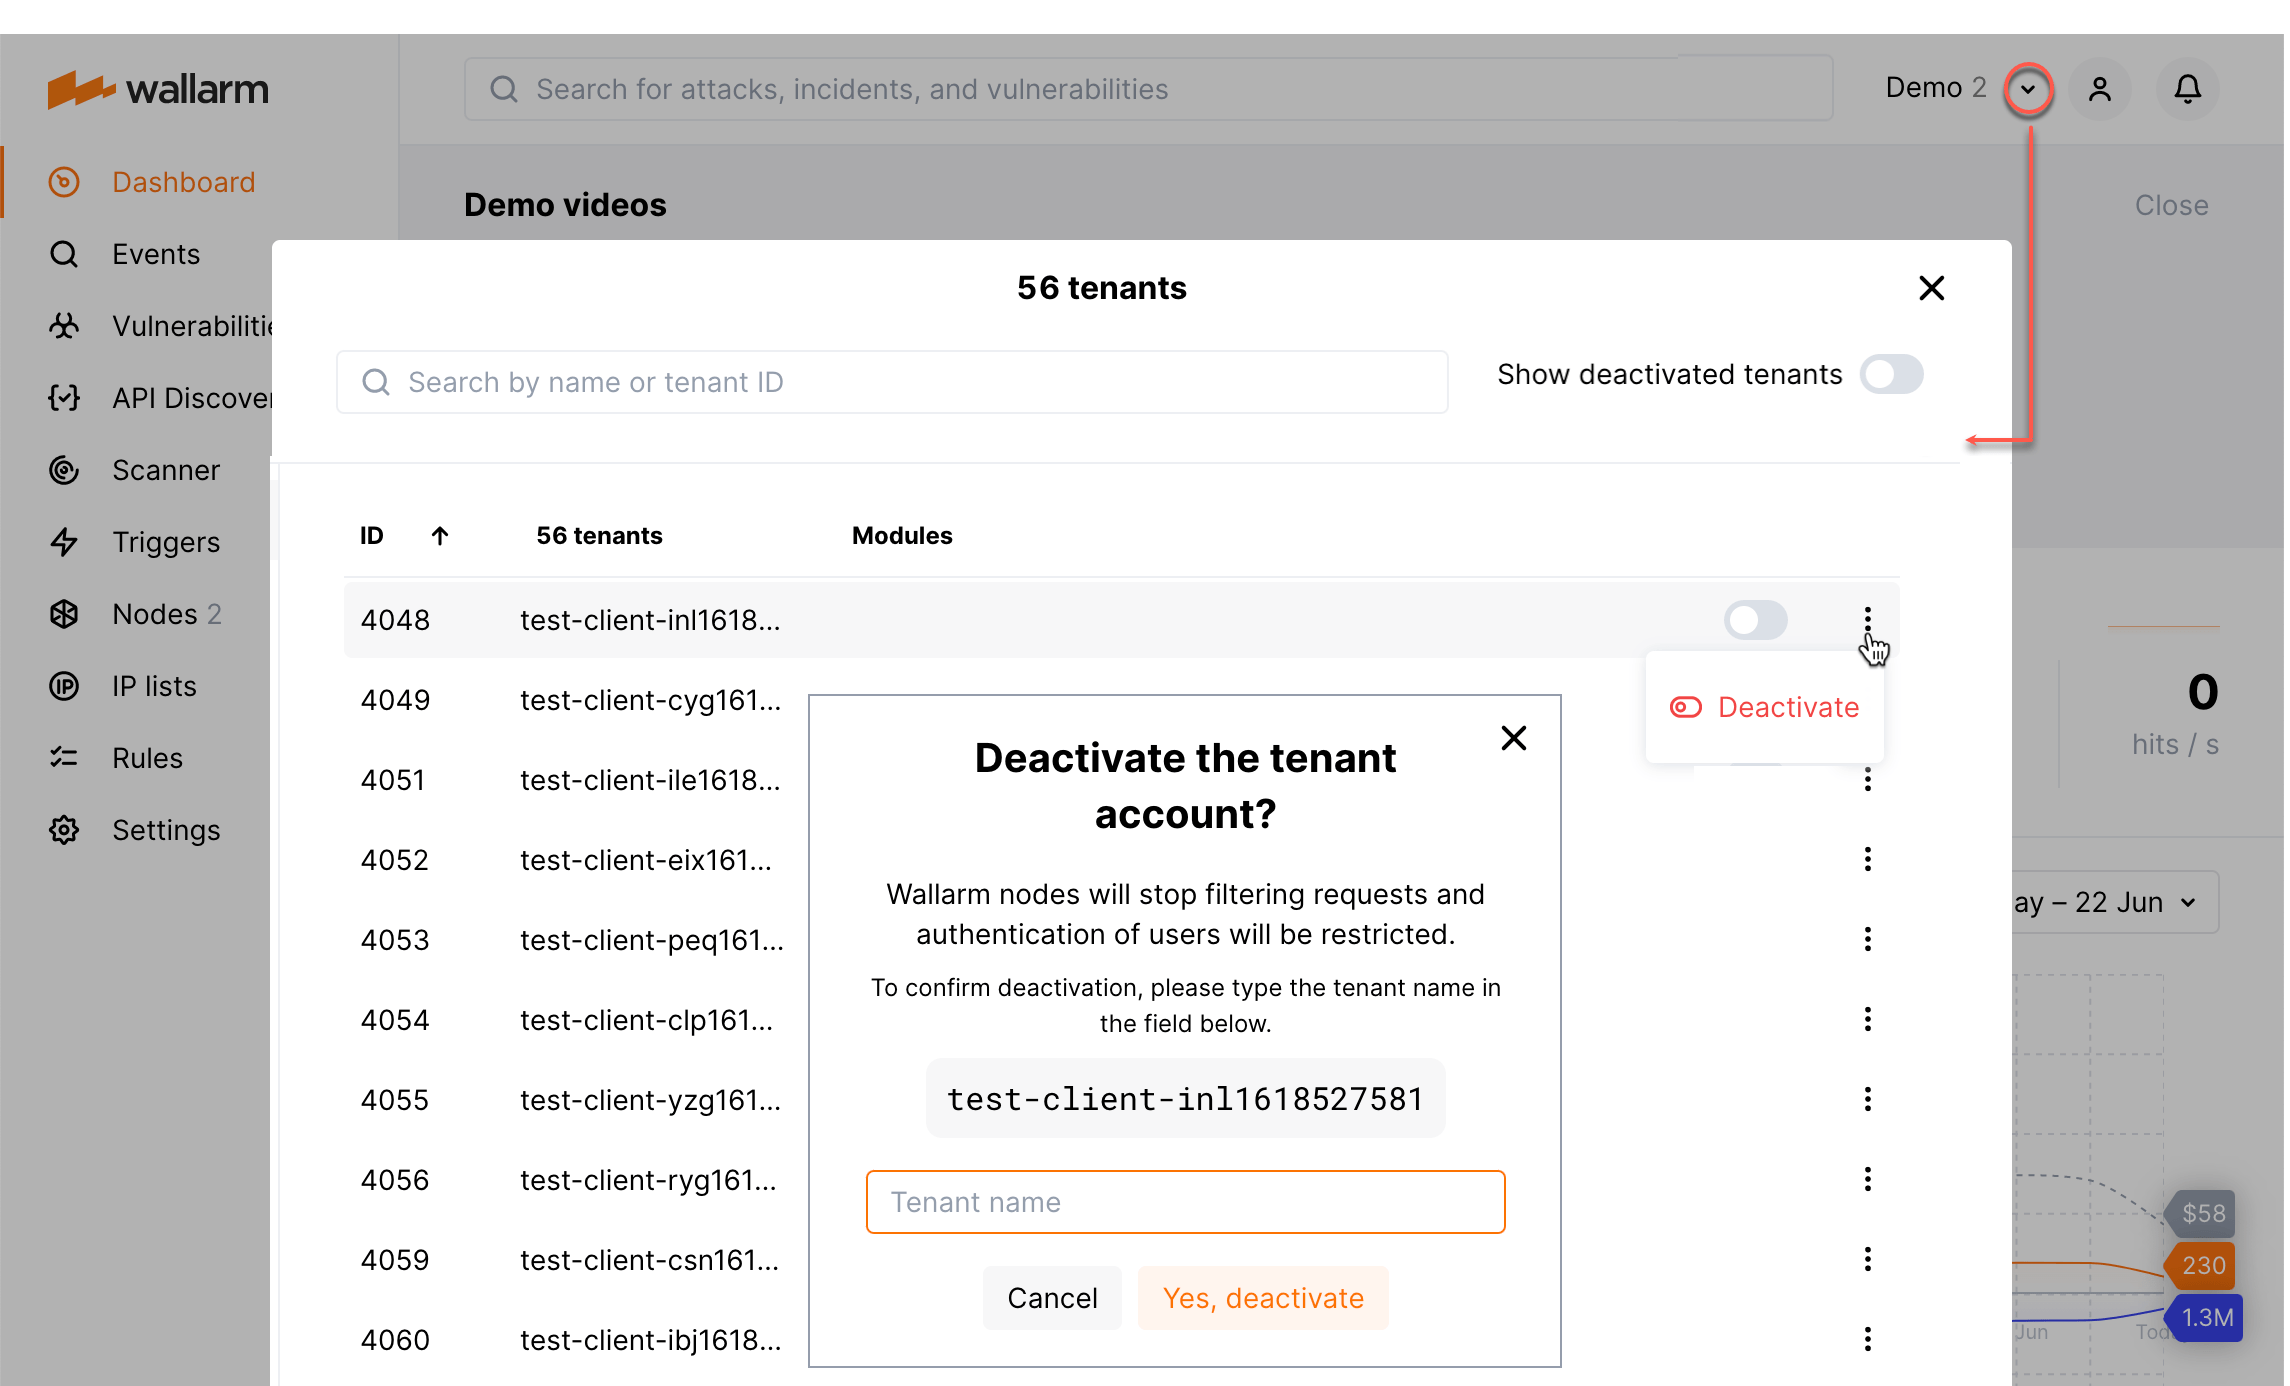 wallarm
Search for attacks, incidents, and vulnerabilities
Demo 2
Dashboard
Events
Vulnerabilitie
API Discover
Scanner
Triggers
Nodes 2
IP lists
Rules
Settings
Demo videos
Close
56 tenants
Search by name or tenant ID
Show deactivated tenants
ID 56 tenants Modules
4048 test-client-inl1618...
4049 test-client-cyg161...
4051 test-client-ile1618...
4052 test-client-eix161...
4053 test-client-peq161...
4054 test-client-clp161...
4055 test-client-yzg161...
4056 test-client-ryg161...
4059 test-client-csn161...
4060 test-client-ibj1618...
Deactivate
Deactivate the tenant
account?
Wallarm nodes will stop filtering requests and
authentication of users will be restricted.
To confirm deactivation, please type the tenant name in
the field below.
test-client-inl1618527581
Tenant name
Cancel Yes, deactivate
0
hits / s
ay – 22 Jun
$58
230
1.3M
Jun
Tod